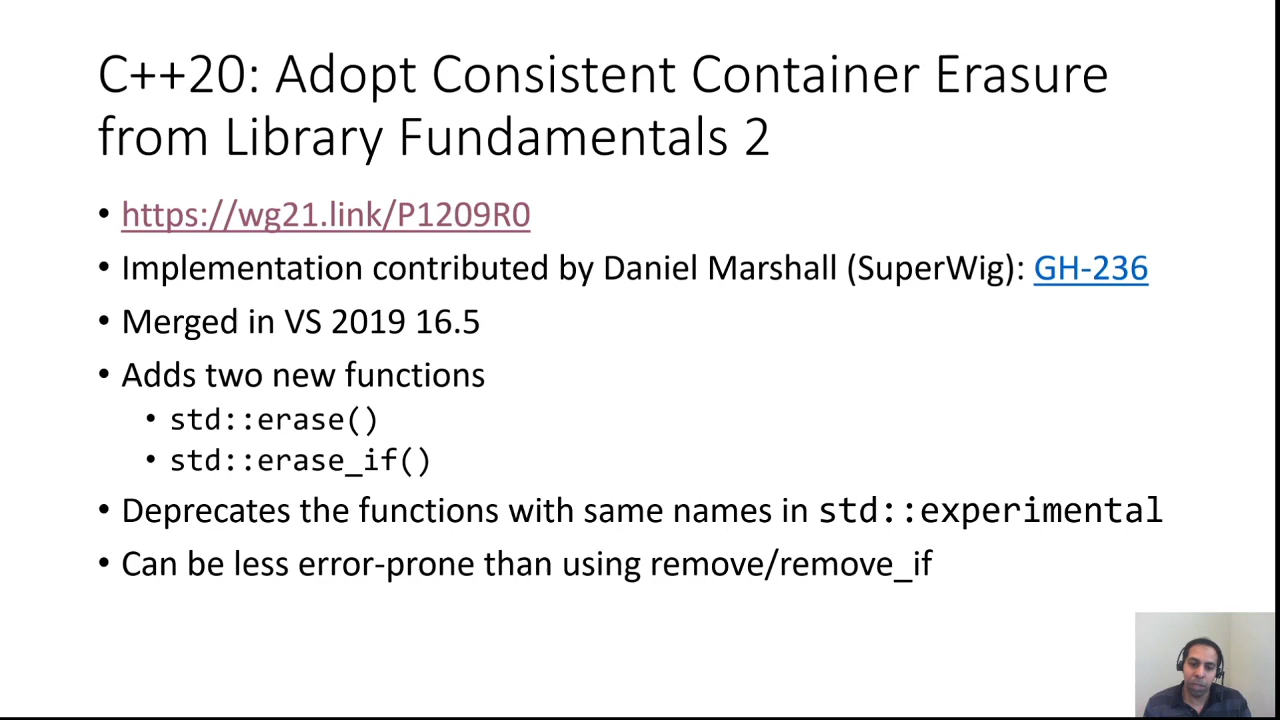 C++20: Adopt Consistent Container Erasure
from Library Fundamentals 2
• https://wg21.link/P1209R0
• Implementation contributed by Daniel Marshall (SuperWig): GH-236
• Merged in VS 2019 16.5
• Adds two new functions
• std::erase()
• std::erase_if()
• Deprecates the functions with same names in std::experimental
• Can be less error-prone than using remove/remove_if